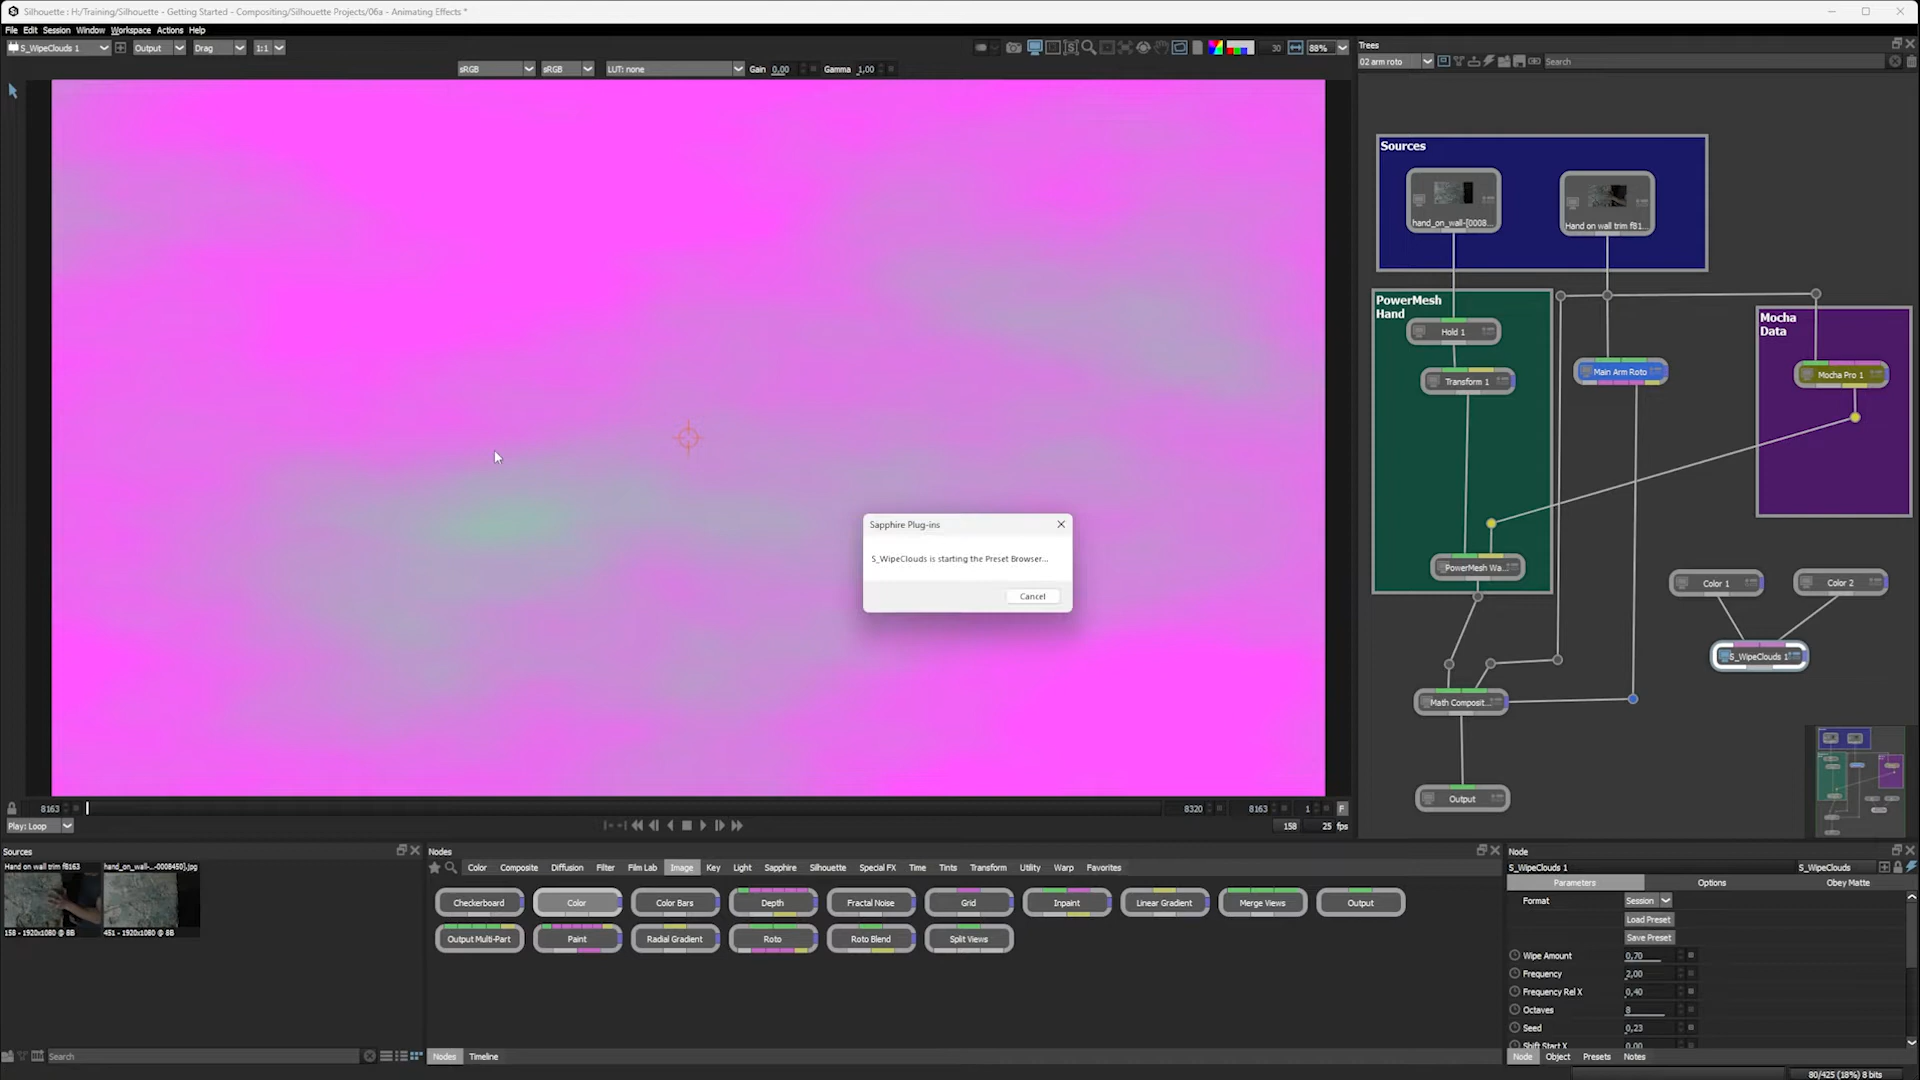 Silhouette : H:/Training/Silhouette - Getting Started - Compositing/Silhouette Projects/06a - Animating Effects *
File Edit Session Window Workspace Actions Help
S_WipeClouds 1 Output Drag 1:1 30 88%
sRGB sRGB LUT: none Gain 0.00 Gamma 1.00
Trees
02 arm roto Search
Sources
hand_on_wall-[0008...
Hand on wall trim f81...
PowerMesh
Hand
Hold 1
Transform 1
Main Arm Roto
Mocha
Data
Mocha Pro 1
PowerMesh Wa...
Color 1
Color 2
S_WipeClouds 1
Math Composit...
Output
Sapphire Plug-ins
S_WipeClouds is starting the Preset Browser...
Cancel
8163 8320 8163 1 F
Play: Loop 158 25 fps
Sources
Hand on wall trim f8163
hand_on_wall-...-0008450].jpg
158 - 1920x1080 @ 8B
451 - 1920x1080 @ 8B
Search
Nodes
Color Composite Diffusion Filter Film Lab Image Key Light Sapphire Silhouette Special FX Time Tints Transform Utility Warp Favorites
Checkerboard Color Color Bars Depth Fractal Noise Grid Inpaint Linear Gradient Merge Views Output
Output Multi-Part Paint Radial Gradient Roto Roto Blend Split Views
Nodes Timeline
Node
S_WipeClouds 1 S_WipeClouds
Parameters Options Obey Matte
Format Session
Load Preset
Save Preset
Wipe Amount 0.70
Frequency 2.00
Frequency Rel X 0.40
Octaves 8
Seed 0.23
Shift Start X 0.00
Node Object Presets Notes
80/425 (18%) 8 bits